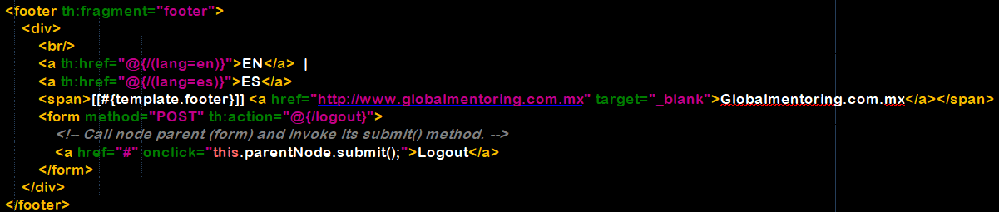 <footer th:fragment="footer">
<div>
<br/>
<a th:href="@{/(lang=en)}">EN</a> |
<a th:href="@{/(lang=es)}">ES</a>
<span>[[#{template.footer}]] <a href="http://www.globalmentoring.com.mx" target="_blank">Globalmentoring.com.mx</a></span>
<form method="POST" th:action="@{/logout}">
<!-- Call node parent (form) and invoke its submit() method. -->
<a href="#" onclick="this.parentNode.submit();">Logout</a>
</form>
</div>
</footer>